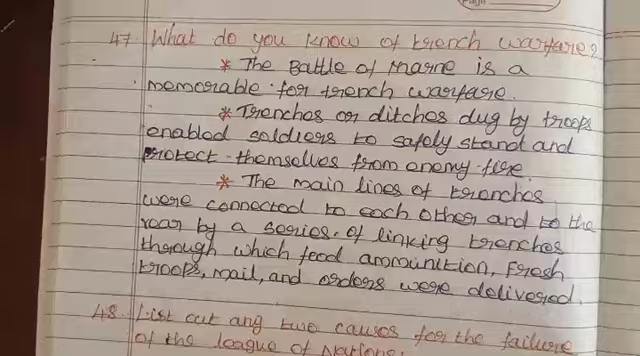 Page
47. What do you know of trench warfare?
* The Battle of Marne is a
memorable for trench warfare.
* Trenches or ditches dug by troops
enabled soldiers to safely stand and
protect themselves from enemy fire.
* The main lines of trenches
were connected to each other and to the
rear by a series of linking trenches
through which food ammunition, Fresh
troops, mail, and orders were delivered.
48. List out any two causes for the failure
of the league of Nations.